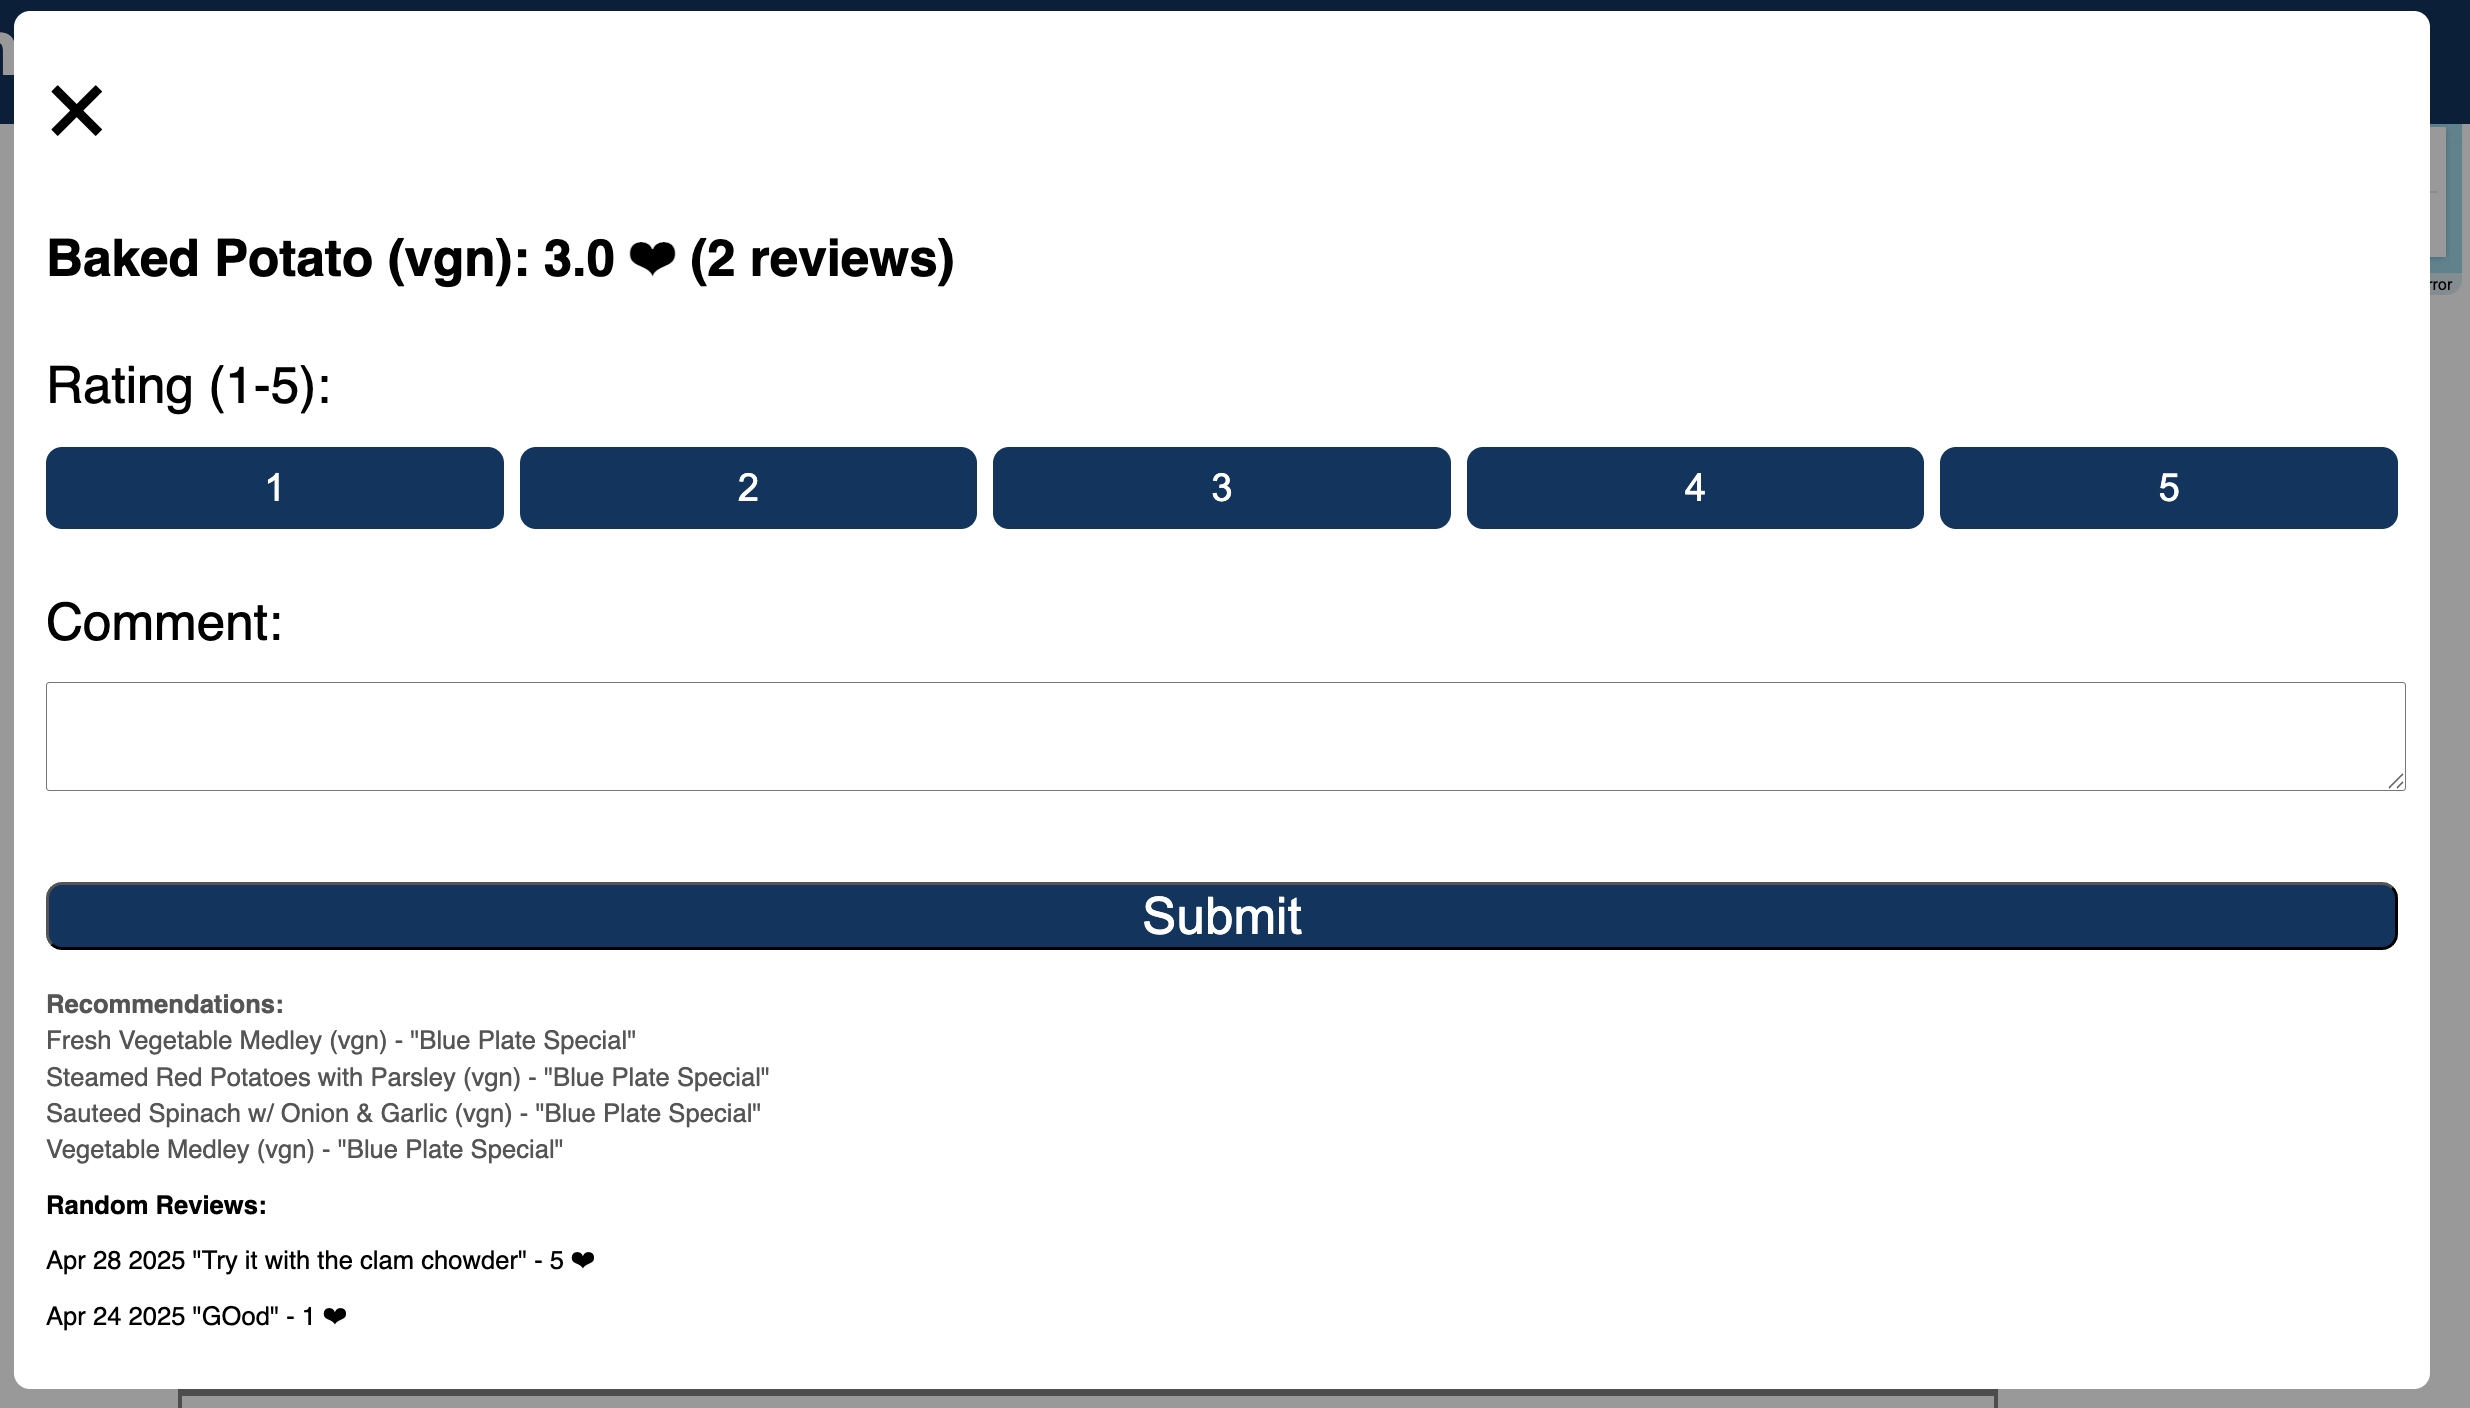 Baked Potato (vgn): 3.0 ❤ (2 reviews)
Rating (1-5):
1 2 3 4 5
Comment:
Submit
Recommendations:
Fresh Vegetable Medley (vgn) - "Blue Plate Special"
Steamed Red Potatoes with Parsley (vgn) - "Blue Plate Special"
Sauteed Spinach w/ Onion & Garlic (vgn) - "Blue Plate Special"
Vegetable Medley (vgn) - "Blue Plate Special"
Random Reviews:
Apr 28 2025 "Try it with the clam chowder" - 5 ❤
Apr 24 2025 "GOod" - 1 ❤